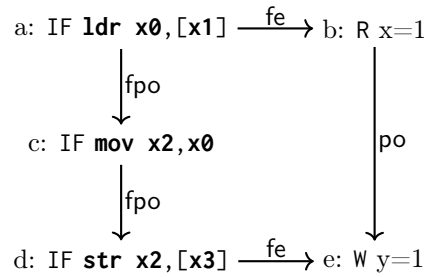 a: IF ldr x0,[x1] fe b: R x=1
fpo
c: IF mov x2,x0 po
fpo
d: IF str x2,[x3] fe e: W y=1